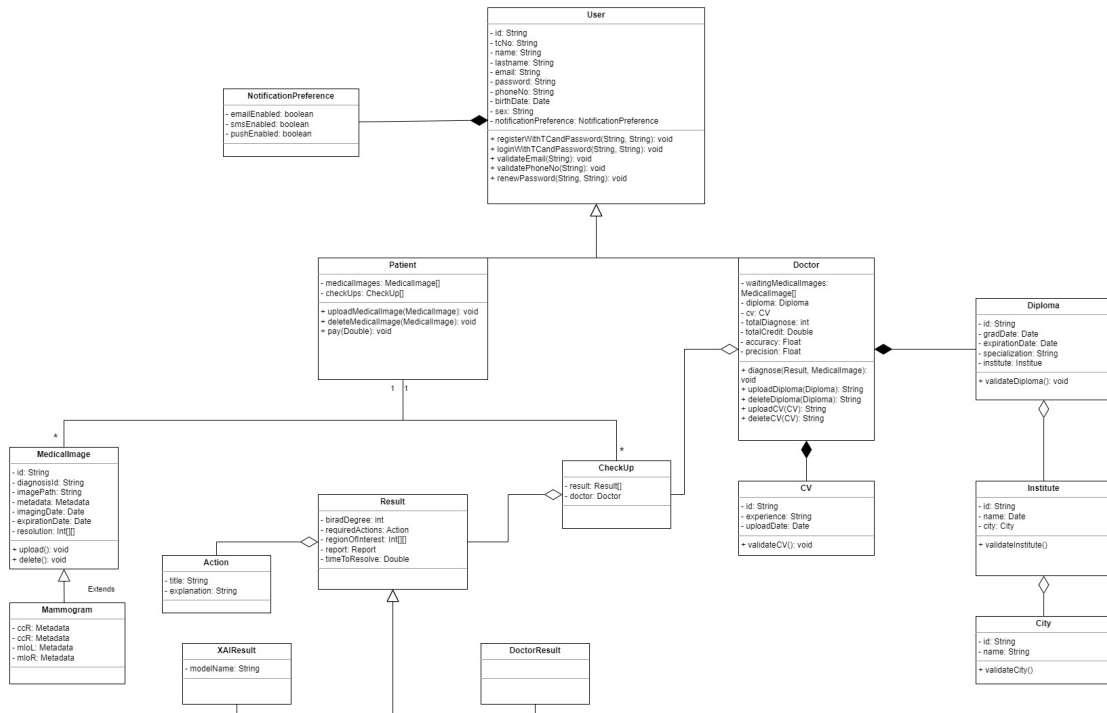 User
- id: String
- tcNo: String
- name: String
- lastname: String
- email: String
- password: String
- phoneNo: String
- birthDate: Date
- sex: String
- notificationPreference: NotificationPreference
+ registerWithTCandPassword(String, String): void
+ loginWithTCandPassword(String, String): void
+ validateEmail(String): void
+ validatePhoneNo(String): void
+ renewPassword(String, String): void
NotificationPreference
- emailEnabled: boolean
- smsEnabled: boolean
- pushEnabled: boolean
Patient
- medicalImages: MedicalImage[]
- checkUps: CheckUp[]
+ uploadMedicalImage(MedicalImage): void
+ deleteMedicalImage(MedicalImage): void
+ pay(Double): void
Doctor
- waitingMedicalImages:
MedicalImage[]
- diploma: Diploma
- cv: CV
- totalDiagnose: int
- totalCredit: Double
- accuracy: Float
- precision: Float
+ diagnose(Result, MedicalImage):
void
+ uploadDiploma(Diploma): String
+ deleteDiploma(Diploma): String
+ uploadCV(CV): String
+ deleteCV(CV): String
Diploma
- id: String
- gradDate: Date
- expirationDate: Date
- specialization: String
- institute: Institue
+ validateDiploma(): void
1 1
*
*
MedicalImage
- id: String
- diagnosisId: String
- imagePath: String
- metadata: Metadata
- imagingDate: Date
- expirationDate: Date
- resolution: Int[][]
+ upload(): void
+ delete(): void
CheckUp
- result: Result[]
- doctor: Doctor
Result
- biradDegree: int
- requiredActions: Action
- regionOfInterest: Int[][]
- report: Report
- timeToResolve: Double
CV
- id: String
- experience: String
- uploadDate: Date
+ validateCV(): void
Institute
- id: String
- name: Date
- city: City
+ validateInstitute()
Action
- title: String
- explanation: String
Extends
Mammogram
- ccR: Metadata
- ccR: Metadata
- mloL: Metadata
- mloR: Metadata
City
- id: String
- name: String
+ validateCity()
XAIResult
- modelName: String
DoctorResult